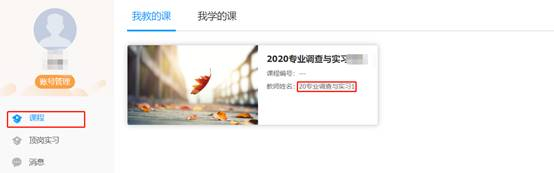 我教的课 我学的课
账号管理
课程
顶岗实习
消息
2020专业调查与实习
课程编号：---
教师姓名：20专业调查与实习1